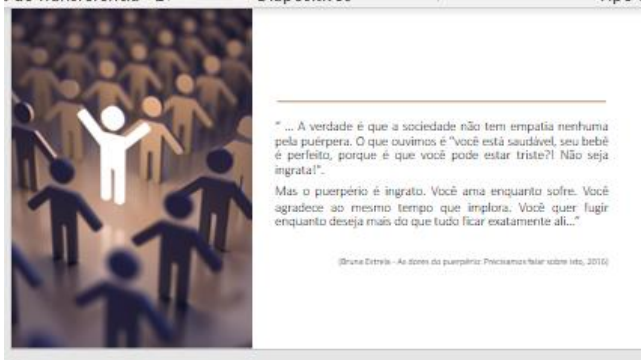 Transferência
" ... A verdade é que a sociedade não tem empatia nenhuma
pela puérpera. O que ouvimos é "você está saudável, seu bebê
é perfeito, porque é que você pode estar triste?! Não seja
ingrata!".
Mas o puerpério é ingrato. Você ama enquanto sofre. Você
agradece ao mesmo tempo que implora. Você quer fugir
enquanto deseja mais do que tudo ficar exatamente ali..."
(Bruna Estrela - As dores do puerpério: Precisamos falar sobre isto, 2016)